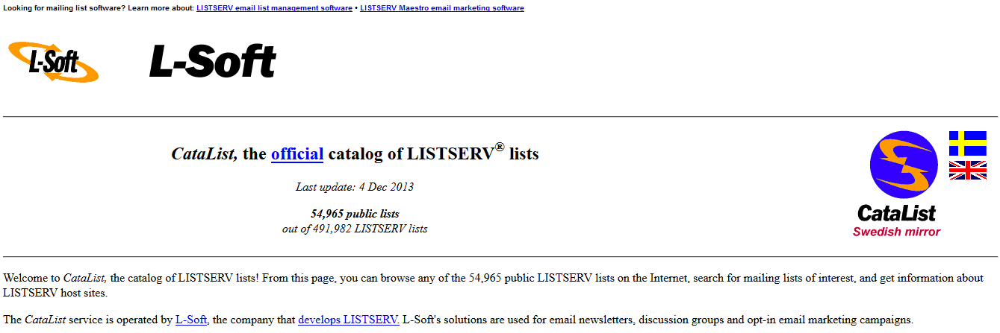 Looking for mailing list software? Learn more about: LISTSERV email list management software • LISTSERV Maestro email marketing software
L-Soft L-Soft
CataList, the official catalog of LISTSERV® lists
Last update: 4 Dec 2013
54,965 public lists
out of 491,982 LISTSERV lists
CataList
Swedish mirror
Welcome to CataList, the catalog of LISTSERV lists! From this page, you can browse any of the 54,965 public LISTSERV lists on the Internet, search for mailing lists of interest, and get information about
LISTSERV host sites.
The CataList service is operated by L-Soft, the company that develops LISTSERV. L-Soft's solutions are used for email newsletters, discussion groups and opt-in email marketing campaigns.